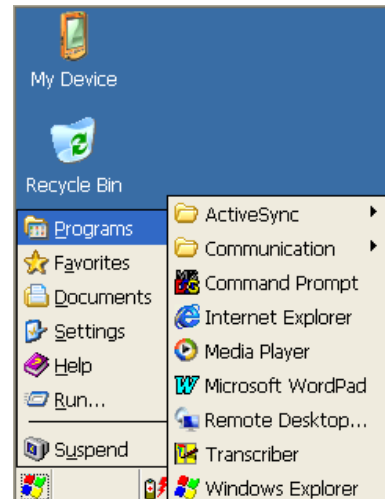 My Device
Recycle Bin
Programs
Favorites
Documents
Settings
Help
Run...
Suspend
ActiveSync
Communication
Command Prompt
Internet Explorer
Media Player
Microsoft WordPad
Remote Desktop...
Transcriber
Windows Explorer